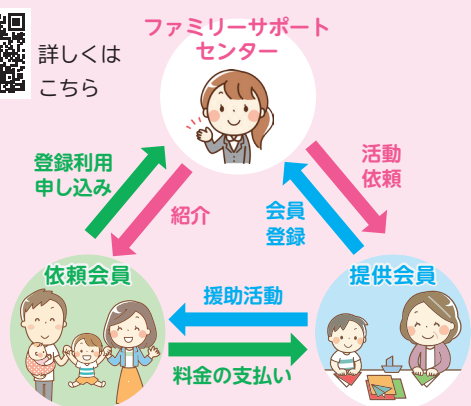 詳しくは
こちら
ファミリーサポート
センター
登録利用
申し込み
紹介
会員
登録
活動
依頼
依頼会員
提供会員
援助活動
料金の支払い